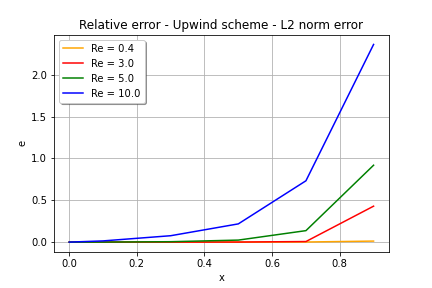 Relative error - Upwind scheme - L2 norm error
Re = 0.4
Re = 3.0
Re = 5.0
Re = 10.0
e
2.0
1.5
1.0
0.5
0.0
0.0 0.2 0.4 0.6 0.8
x